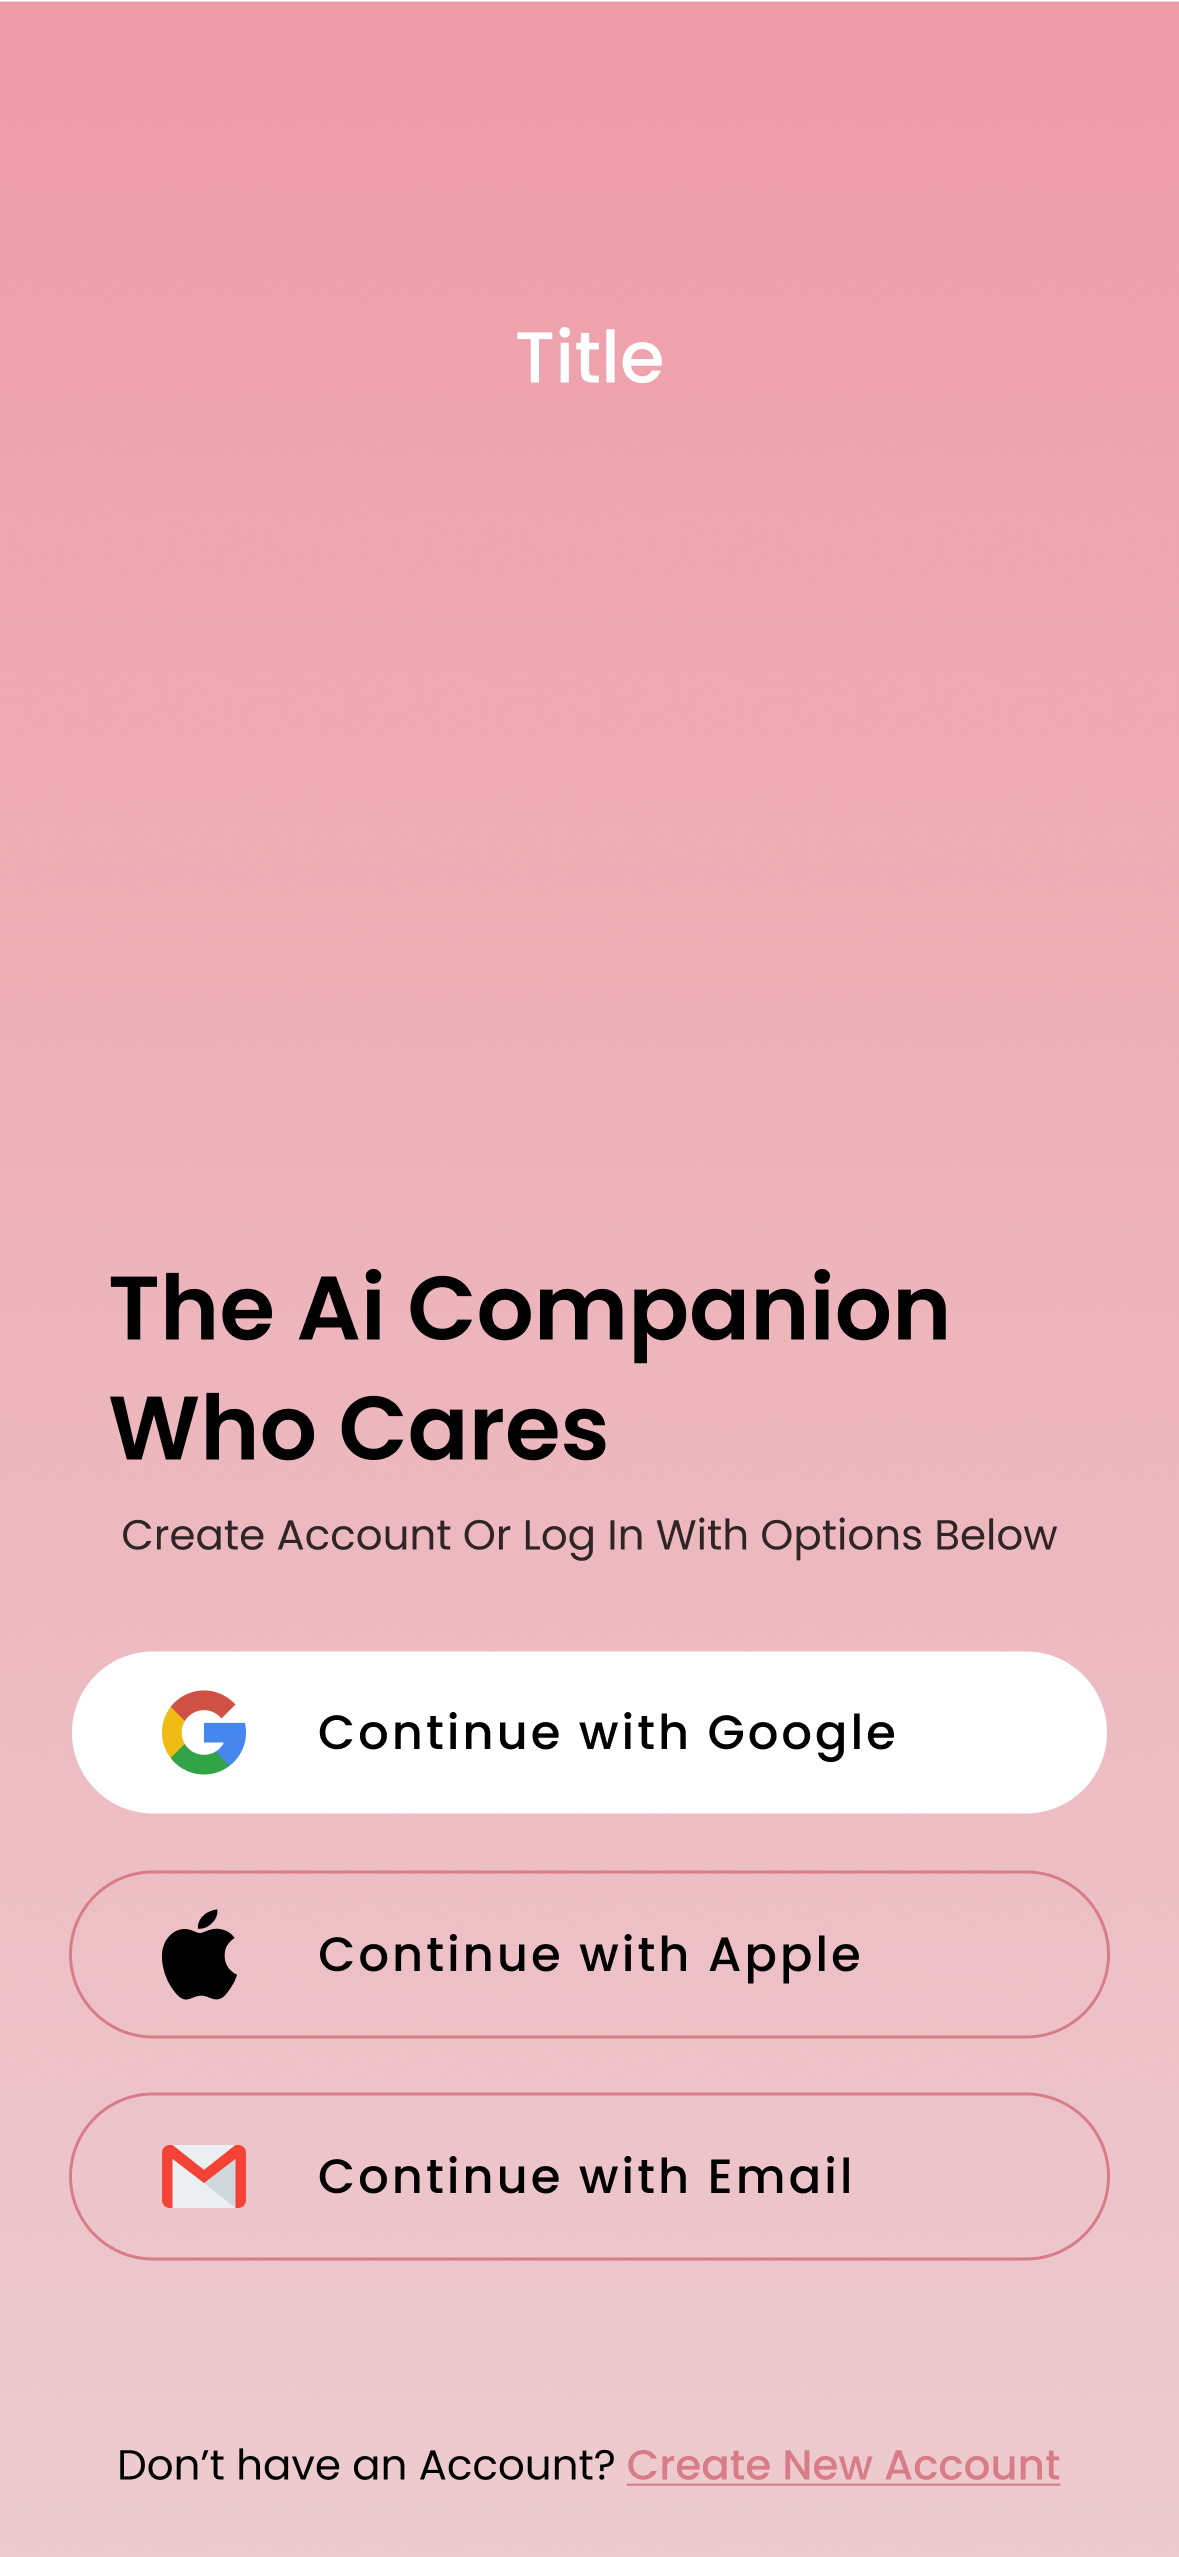 Title
The Ai Companion
Who Cares
Create Account Or Log In With Options Below
Continue with Google
Continue with Apple
Continue with Email
Don’t have an Account? Create New Account